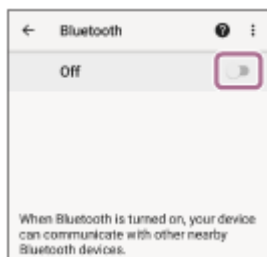 Bluetooth
Off
When Bluetooth is turned on, your device
can communicate with other nearby
Bluetooth devices.